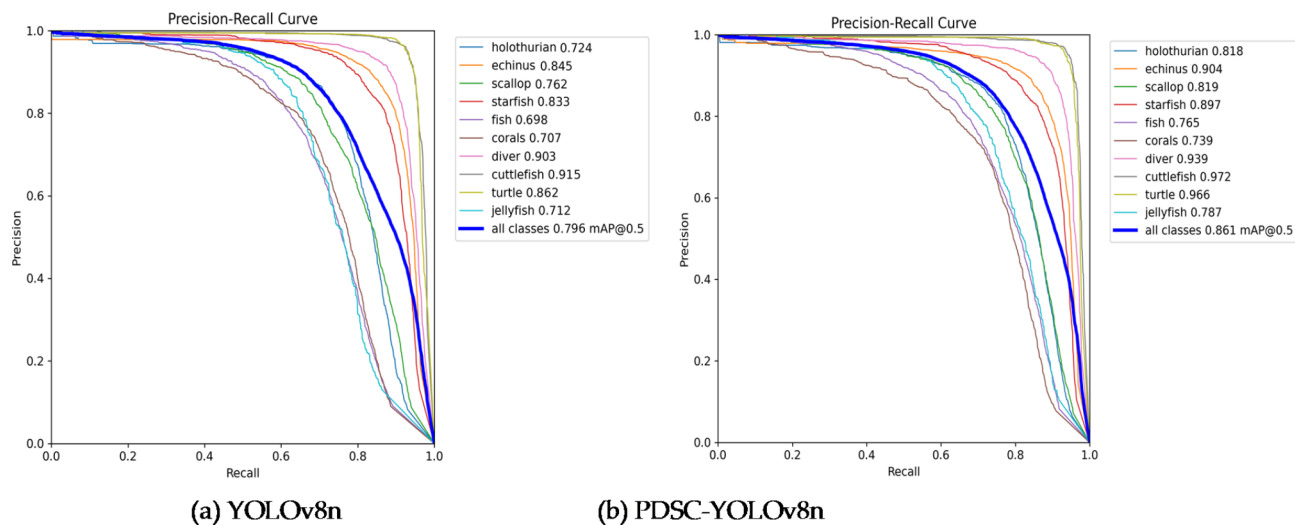 Precision-Recall Curve
1.0
0.8
0.6
0.4
0.2
0.0
Precision
0.0 0.2 0.4 0.6 0.8 1.0
Recall
holothurian 0.724
echinus 0.845
scallop 0.762
starfish 0.833
fish 0.698
corals 0.707
diver 0.903
cuttlefish 0.915
turtle 0.862
jellyfish 0.712
all classes 0.796 mAP@0.5
(a) YOLOv8n
Precision-Recall Curve
1.0
0.8
0.6
0.4
0.2
0.0
Precision
0.0 0.2 0.4 0.6 0.8 1.0
Recall
holothurian 0.818
echinus 0.904
scallop 0.819
starfish 0.897
fish 0.765
corals 0.739
diver 0.939
cuttlefish 0.972
turtle 0.966
jellyfish 0.787
all classes 0.861 mAP@0.5
(b) PDSC-YOLOv8n